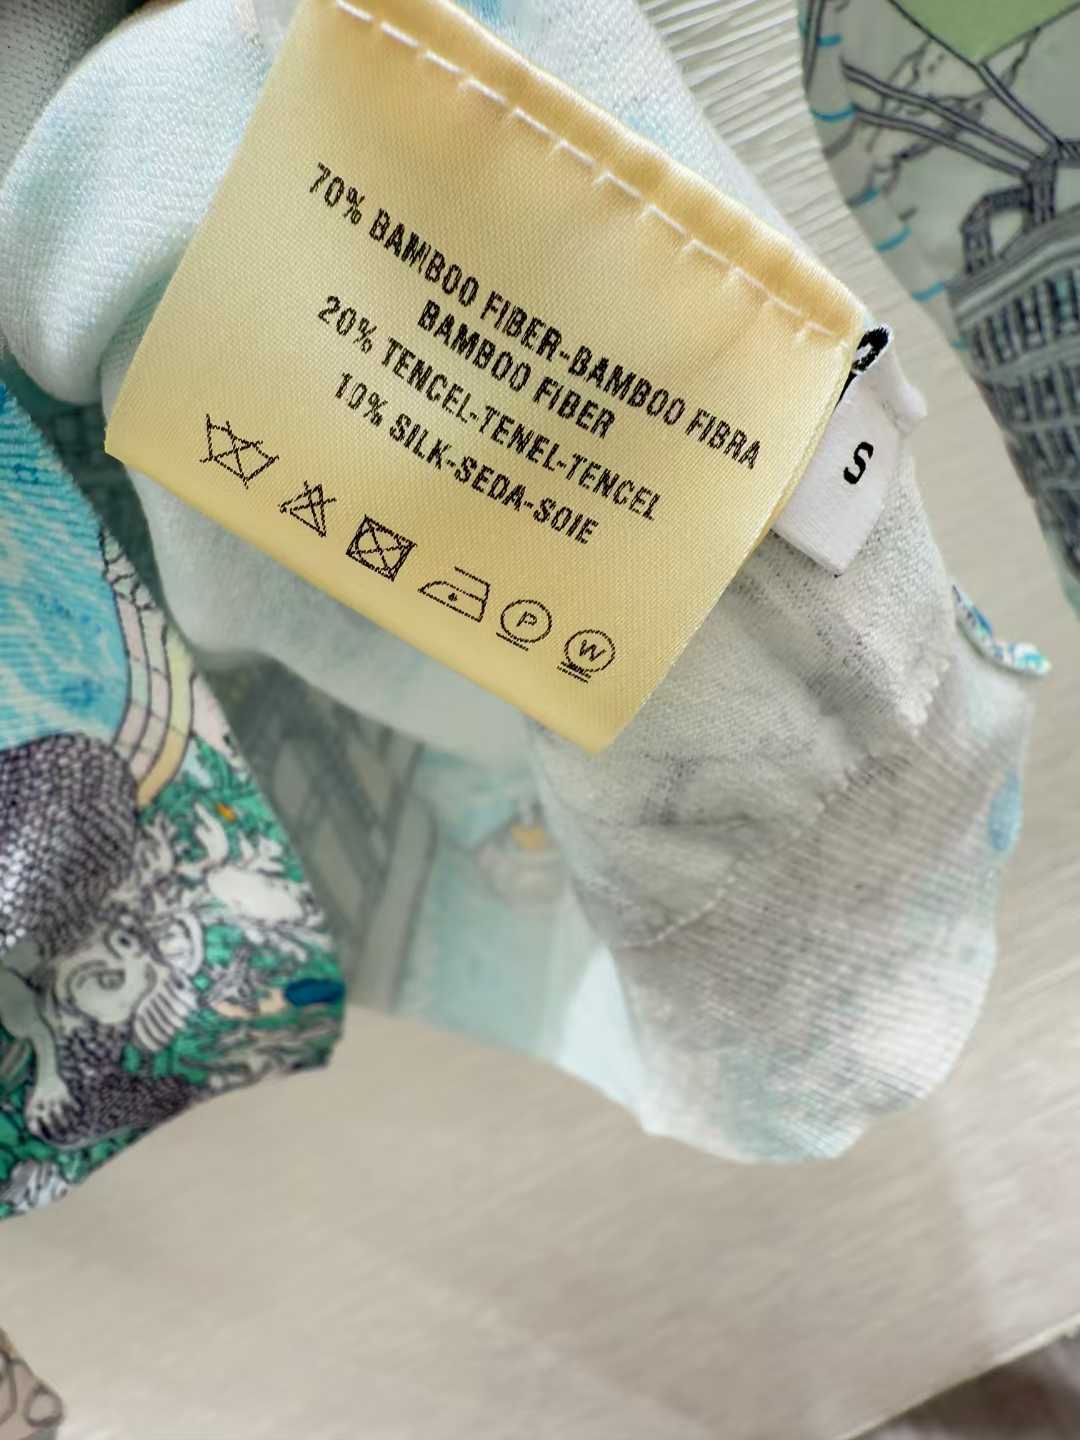 70% BAMBOO FIBER-BAMBOO FIBRA
BAMBOO FIBER
20% TENCEL-TENEL-TENCEL
10% SILK-SEDA-SOIE
P
W
S